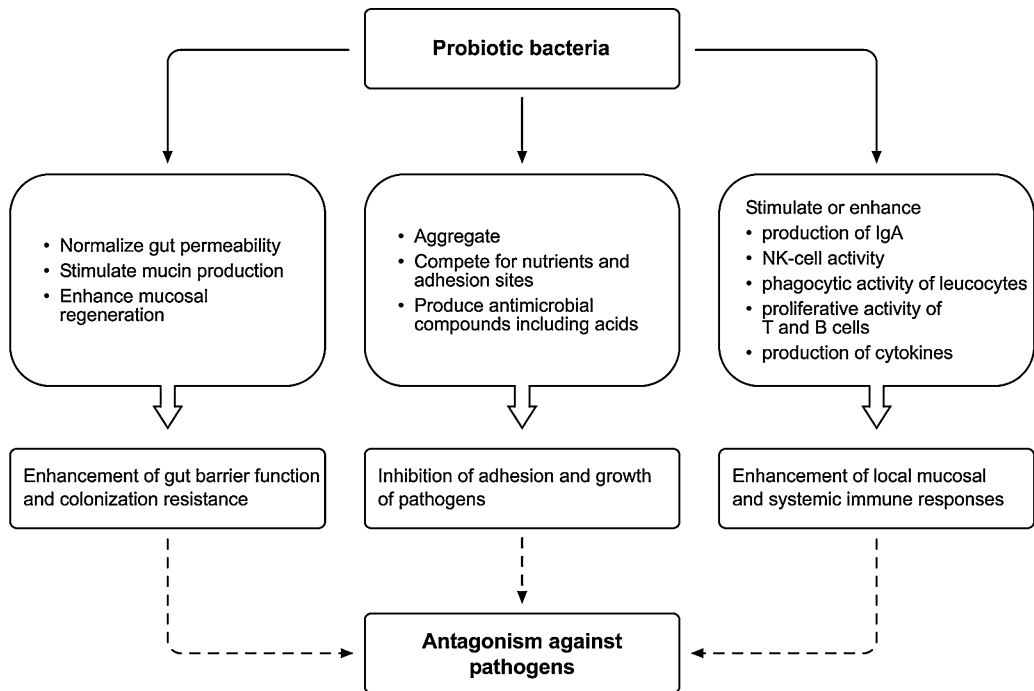 Probiotic bacteria
• Normalize gut permeability
• Stimulate mucin production
• Enhance mucosal
regeneration
• Aggregate
• Compete for nutrients and
adhesion sites
• Produce antimicrobial
compounds including acids
Stimulate or enhance
• production of IgA
• NK-cell activity
• phagocytic activity of leucocytes
• proliferative activity of
T and B cells
• production of cytokines
Enhancement of gut barrier function
and colonization resistance
Inhibition of adhesion and growth
of pathogens
Enhancement of local mucosal
and systemic immune responses
Antagonism against
pathogens